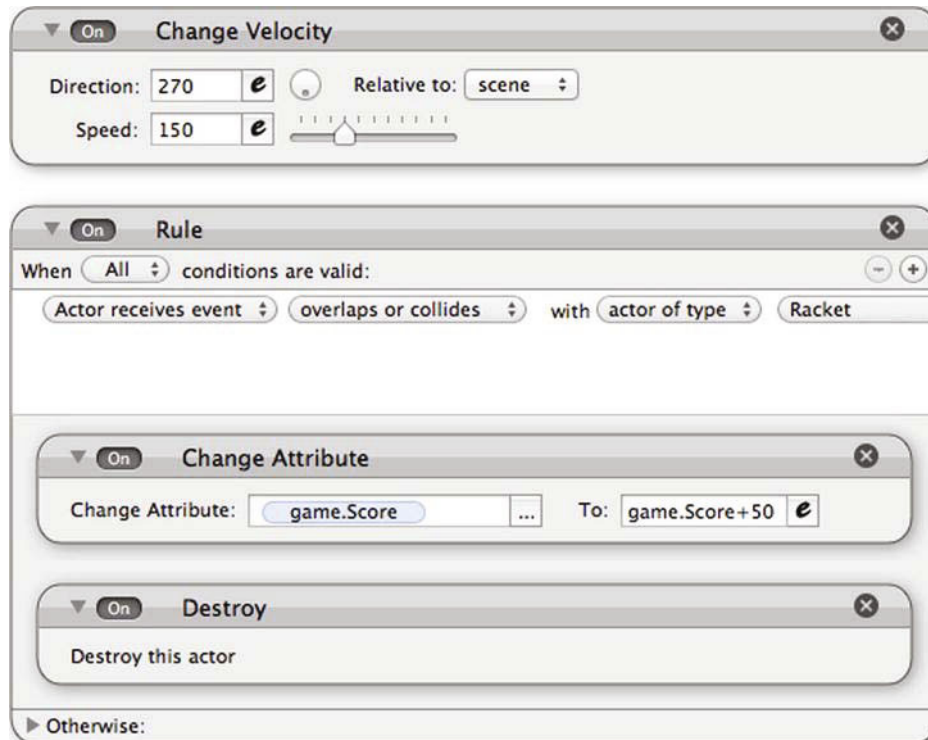 On Change Velocity
Direction: 270 e Relative to: scene
Speed: 150 e
On Rule
When All conditions are valid:
Actor receives event overlaps or collides with actor of type Racket
On Change Attribute
Change Attribute: game.Score ... To: game.Score+50 e
On Destroy
Destroy this actor
Otherwise: